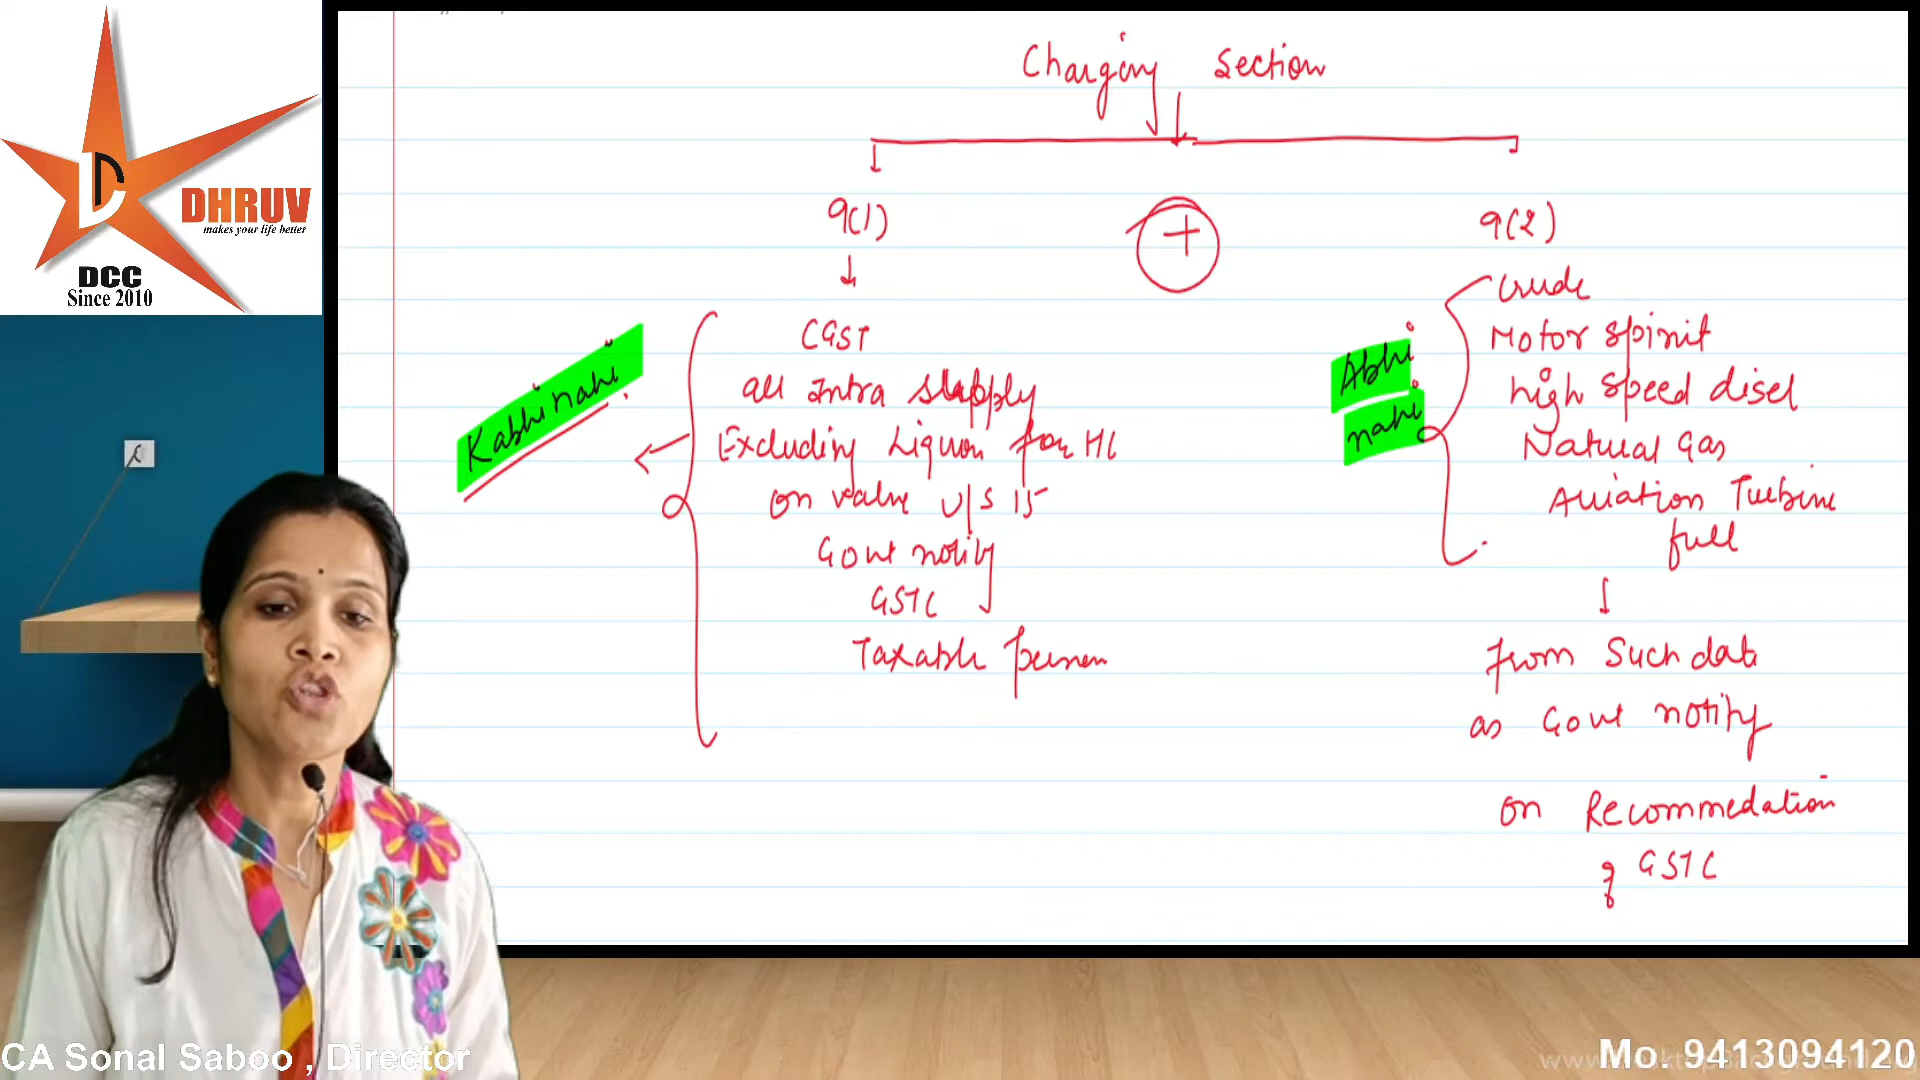 DHRUV
makes your life better
DCC
Since 2010
Charging Section
9(1)
+
9(2)
CGST
all Intra supply
Excluding Liquor for HC
on value u/s 15
Govt notify
GSTC
Taxable person
Kabhi nahi
Abhi
nahi
Crude
Motor Spirit
high speed disel
Natural Gas
Aviation Turbine
full
from Such date
as Govt notify
on Recommedation
of GSTC
CA Sonal Saboo , Director
Mo. 9413094120